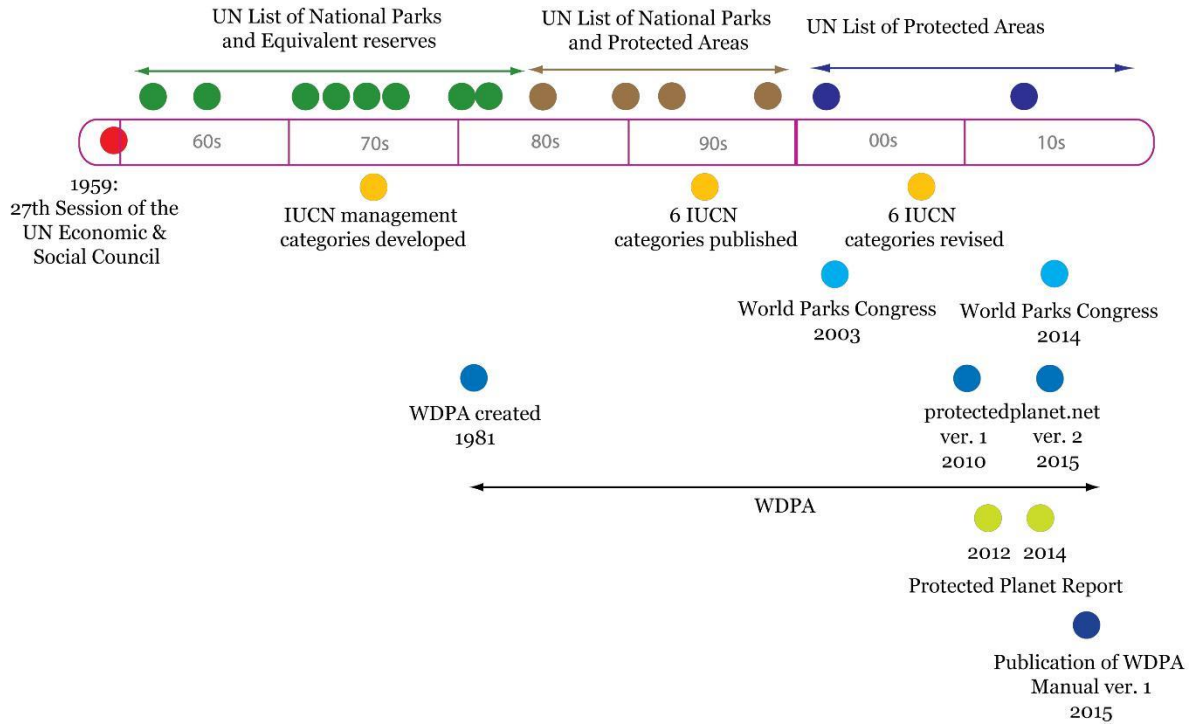 UN List of National Parks
and Equivalent reserves
UN List of National Parks
and Protected Areas
UN List of Protected Areas
60s
70s
80s
90s
00s
10s
1959:
27th Session of the
UN Economic &
Social Council
IUCN management
categories developed
6 IUCN
categories published
6 IUCN
categories revised
World Parks Congress
2003
World Parks Congress
2014
WDPA created
1981
protectedplanet.net
ver. 1
2010
ver. 2
2015
WDPA
2012
2014
Protected Planet Report
Publication of WDPA
Manual ver. 1
2015